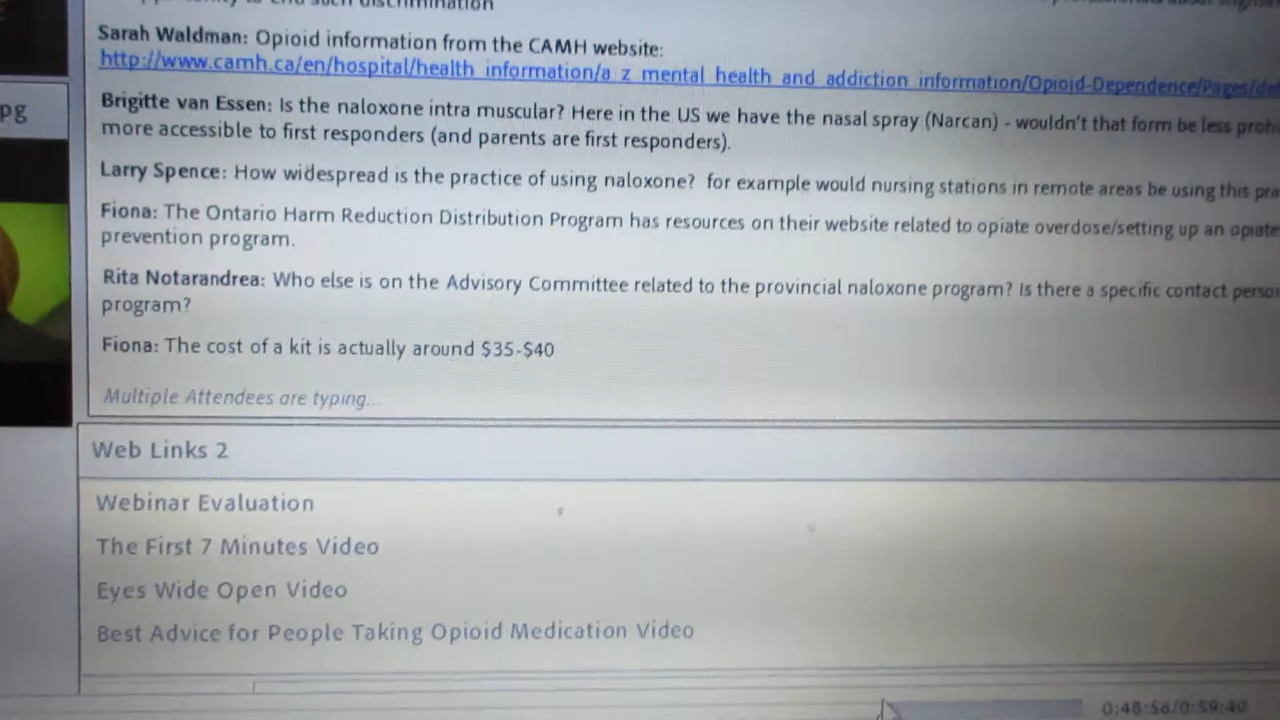 such discrimination
Sarah Waldman: Opioid information from the CAMH website:
http://www.camh.ca/en/hospital/health_information/a_z_mental_health_and_addiction_information/Opioid-Dependence/Pages/
pg
Brigitte van Essen: Is the naloxone intra muscular? Here in the US we have the nasal spray (Narcan) - wouldn't that form be less
more accessible to first responders (and parents are first responders).
Larry Spence: How widespread is the practice of using naloxone? for example would nursing stations in remote areas be using this
Fiona: The Ontario Harm Reduction Distribution Program has resources on their website related to opiate overdose/setting up an opiate
prevention program.
Rita Notarandrea: Who else is on the Advisory Committee related to the provincial naloxone program? Is there a specific contact
program?
Fiona: The cost of a kit is actually around $35-$40
Multiple Attendees are typing...
Web Links 2
Webinar Evaluation
The First 7 Minutes Video
Eyes Wide Open Video
Best Advice for People Taking Opioid Medication Video
0:48:56/0:59:40